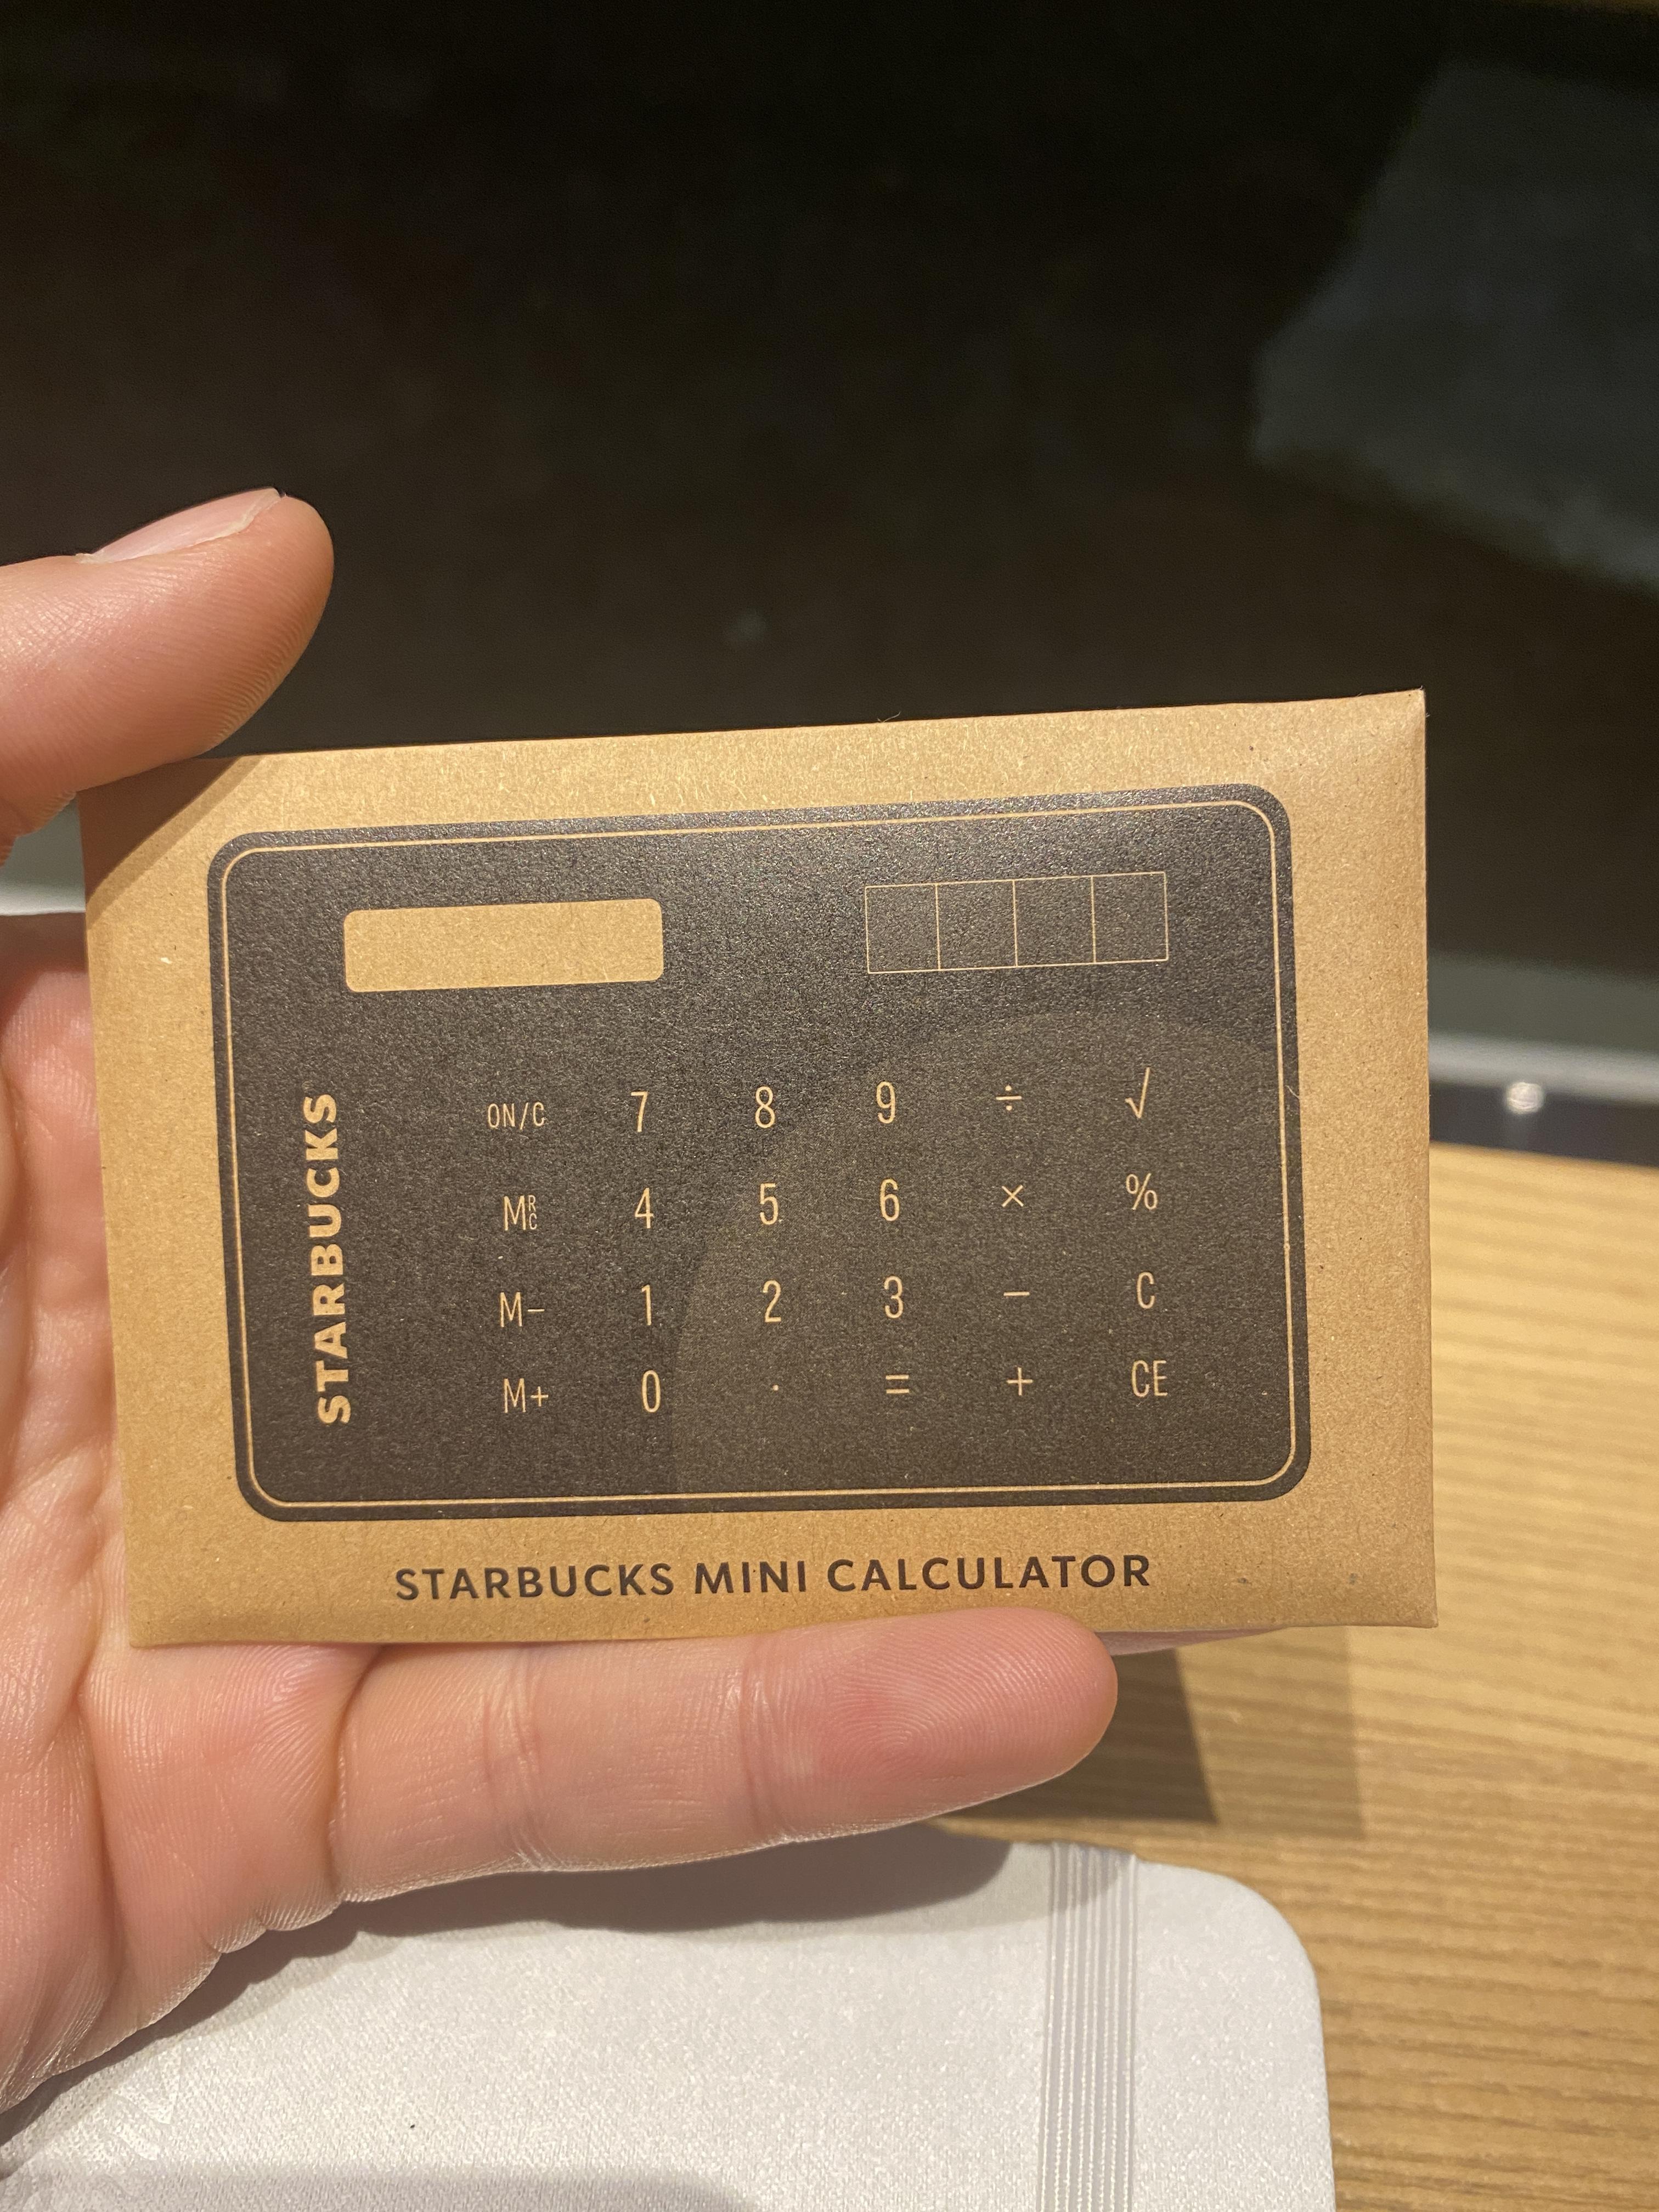 STARBUCKS
ON/C 7 8 9 ÷ √
MRC 4 5 6 × %
M− 1 2 3 − C
M+ 0 . = + CE
STARBUCKS MINI CALCULATOR